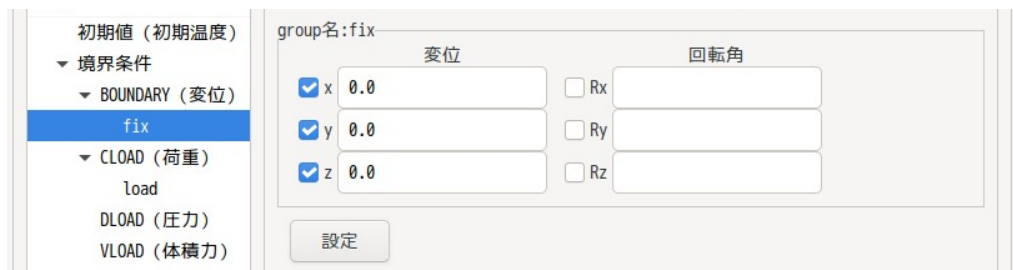 初期値（初期温度）
▼ 境界条件
▼ BOUNDARY（変位）
fix
▼ CLOAD（荷重）
load
DLOAD（圧力）
VLOAD（体積力）
group名:fix
変位 回転角
x 0.0 Rx
y 0.0 Ry
z 0.0 Rz
設定